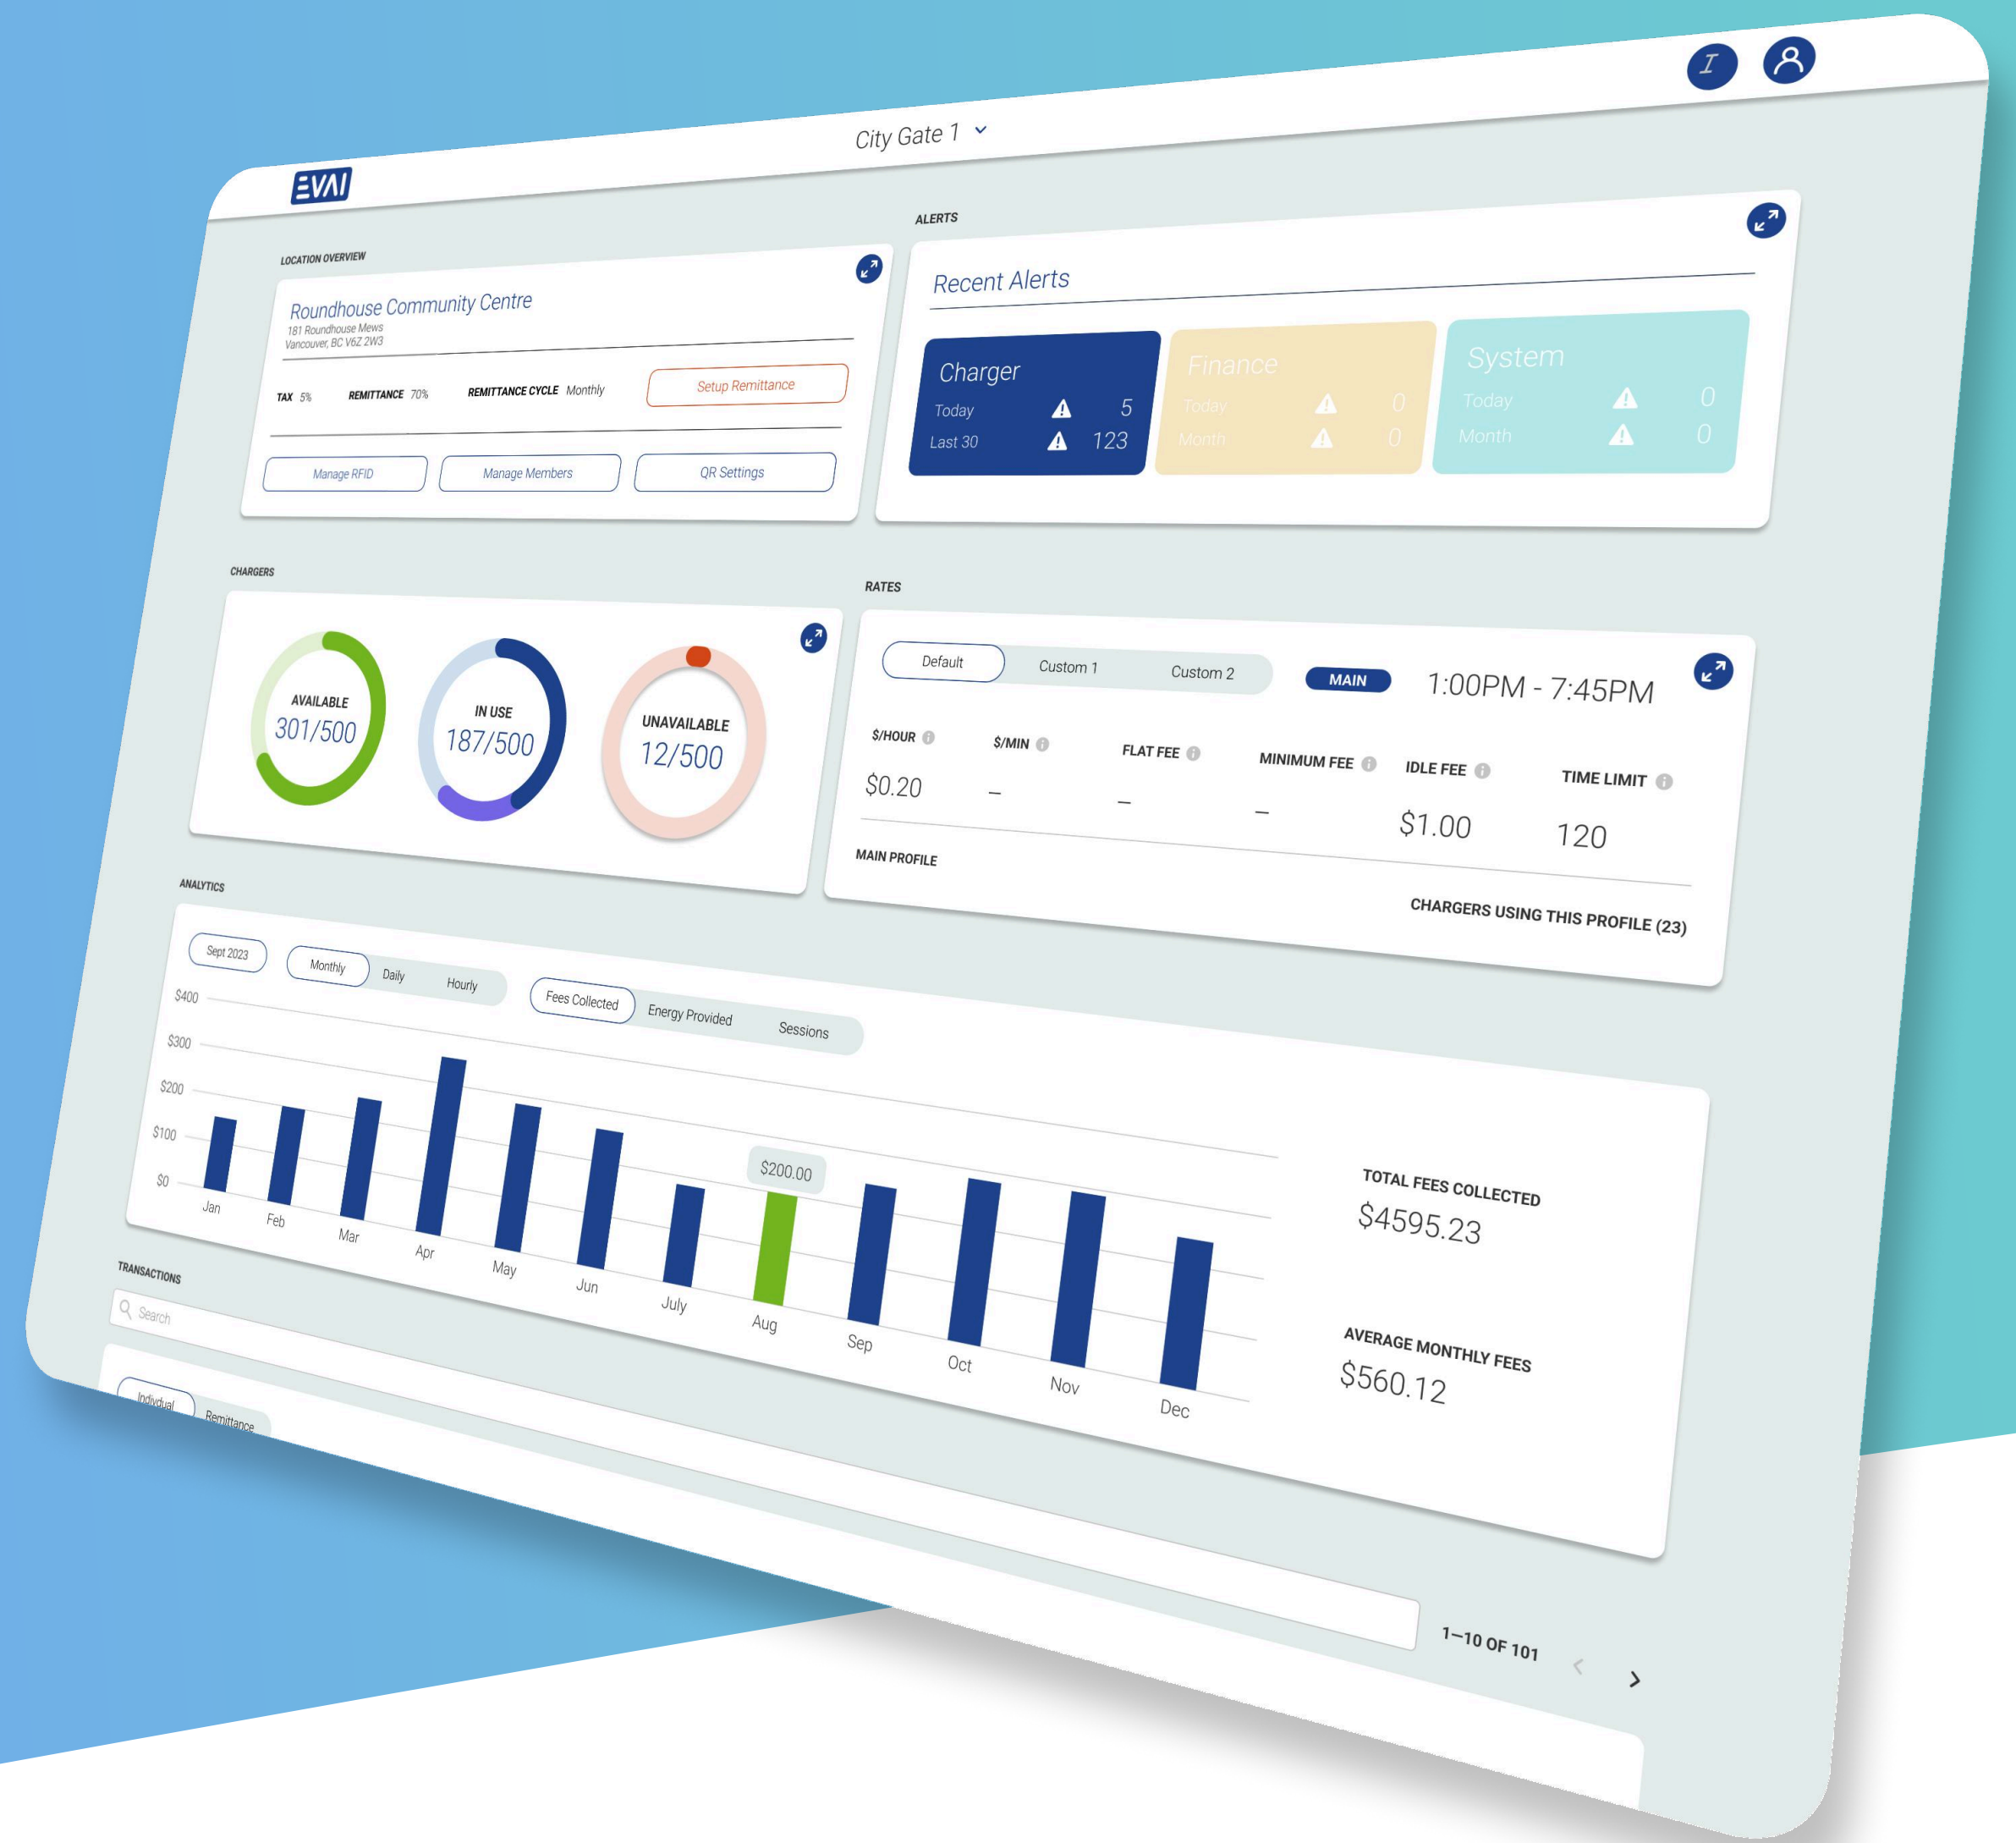 EVAI
City Gate 1
I
LOCATION OVERVIEW
Roundhouse Community Centre
181 Roundhouse Mews
Vancouver, BC V6Z 2W3
TAX 5% REMITTANCE 70% REMITTANCE CYCLE Monthly Setup Remittance
Manage RFID Manage Members QR Settings
ALERTS
Recent Alerts
Charger
Today 5
Last 30 123
Finance
Today 0
Month 0
System
Today 0
Month 0
CHARGERS
AVAILABLE
301/500
IN USE
187/500
UNAVAILABLE
12/500
RATES
Default Custom 1 Custom 2 MAIN 1:00PM - 7:45PM
$/HOUR $/MIN FLAT FEE MINIMUM FEE IDLE FEE TIME LIMIT
$0.20 – – – $1.00 120
MAIN PROFILE
CHARGERS USING THIS PROFILE (23)
ANALYTICS
Sept 2023 Monthly Daily Hourly Fees Collected Energy Provided Sessions
$400
$300
$200
$100
$0
$200.00
Jan Feb Mar Apr May Jun July Aug Sep Oct Nov Dec
TOTAL FEES COLLECTED
$4595.23
AVERAGE MONTHLY FEES
$560.12
TRANSACTIONS
Search
1–10 OF 101
Indivdual Remittance